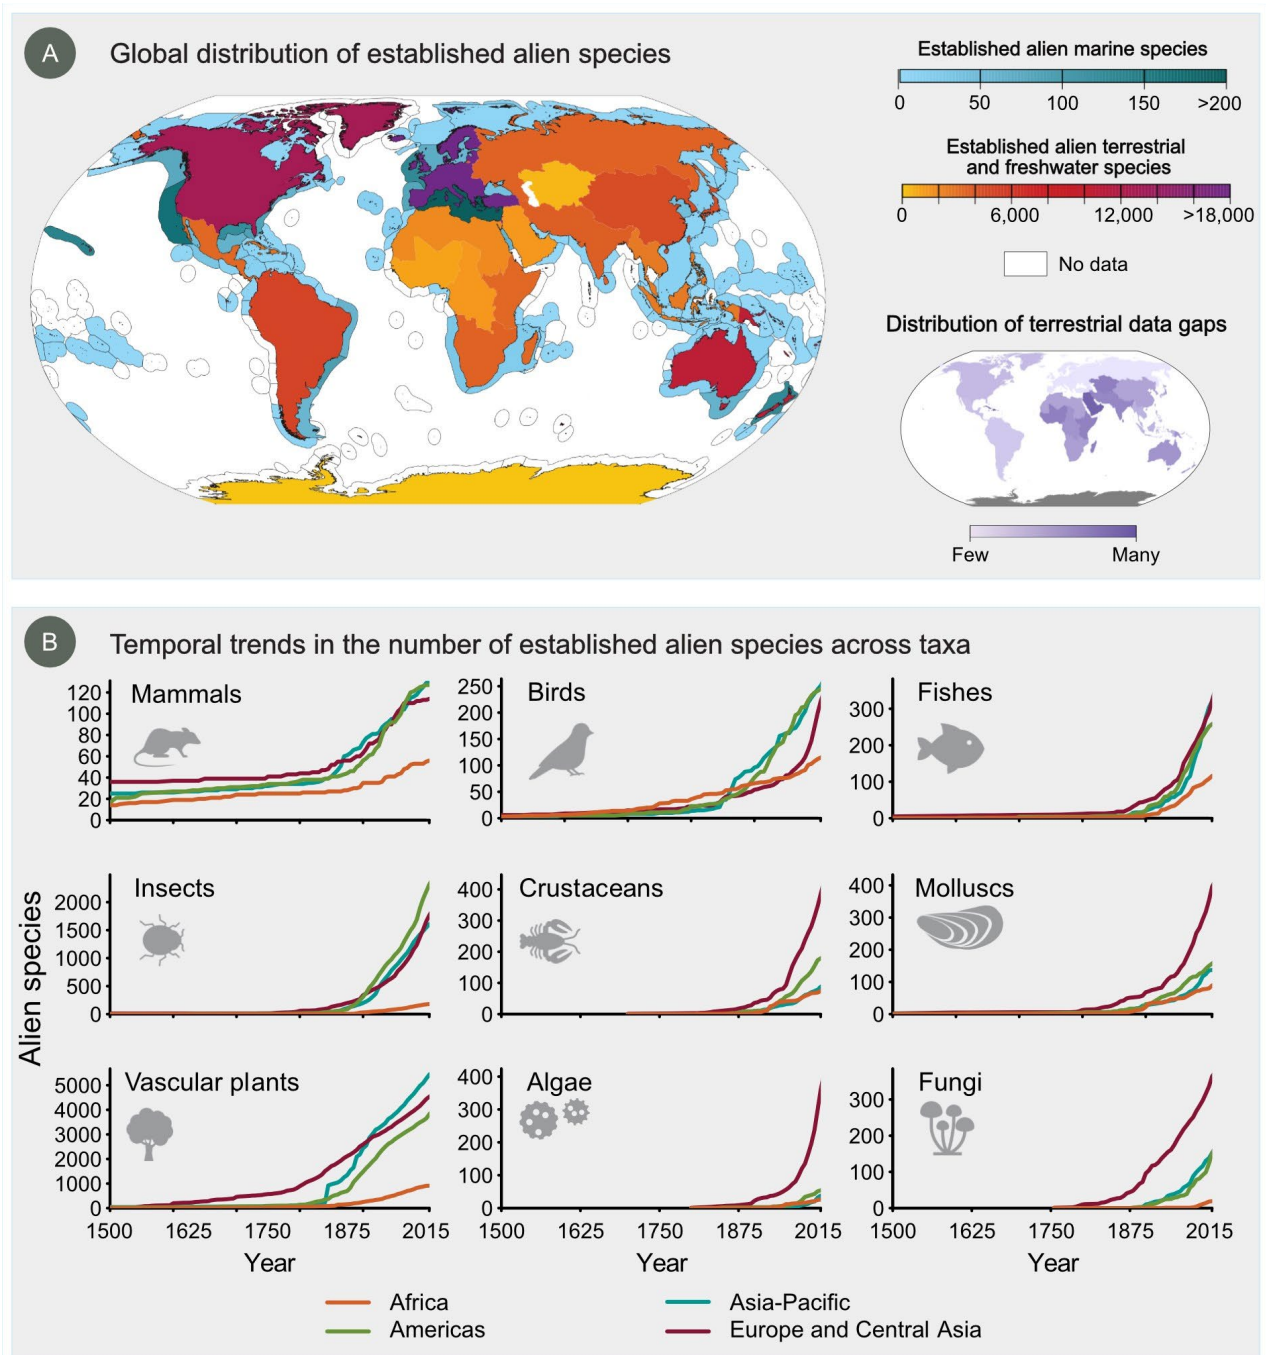 A
Global distribution of established alien species
Established alien marine species
0 50 100 150 >200
Established alien terrestrial
and freshwater species
0 6,000 12,000 >18,000
No data
Distribution of terrestrial data gaps
Few Many
B
Temporal trends in the number of established alien species across taxa
Alien species
Mammals
120
100
80
60
40
20
0
Birds
250
200
150
100
50
0
Fishes
300
200
100
0
Insects
2000
1500
1000
500
0
Crustaceans
400
300
200
100
0
Molluscs
400
300
200
100
0
Vascular plants
5000
4000
3000
2000
1000
0
1500 1625 1750 1875 2015
Year
Algae
400
300
200
100
0
1500 1625 1750 1875 2015
Year
Fungi
300
200
100
0
1500 1625 1750 1875 2015
Year
Africa
Americas
Asia-Pacific
Europe and Central Asia